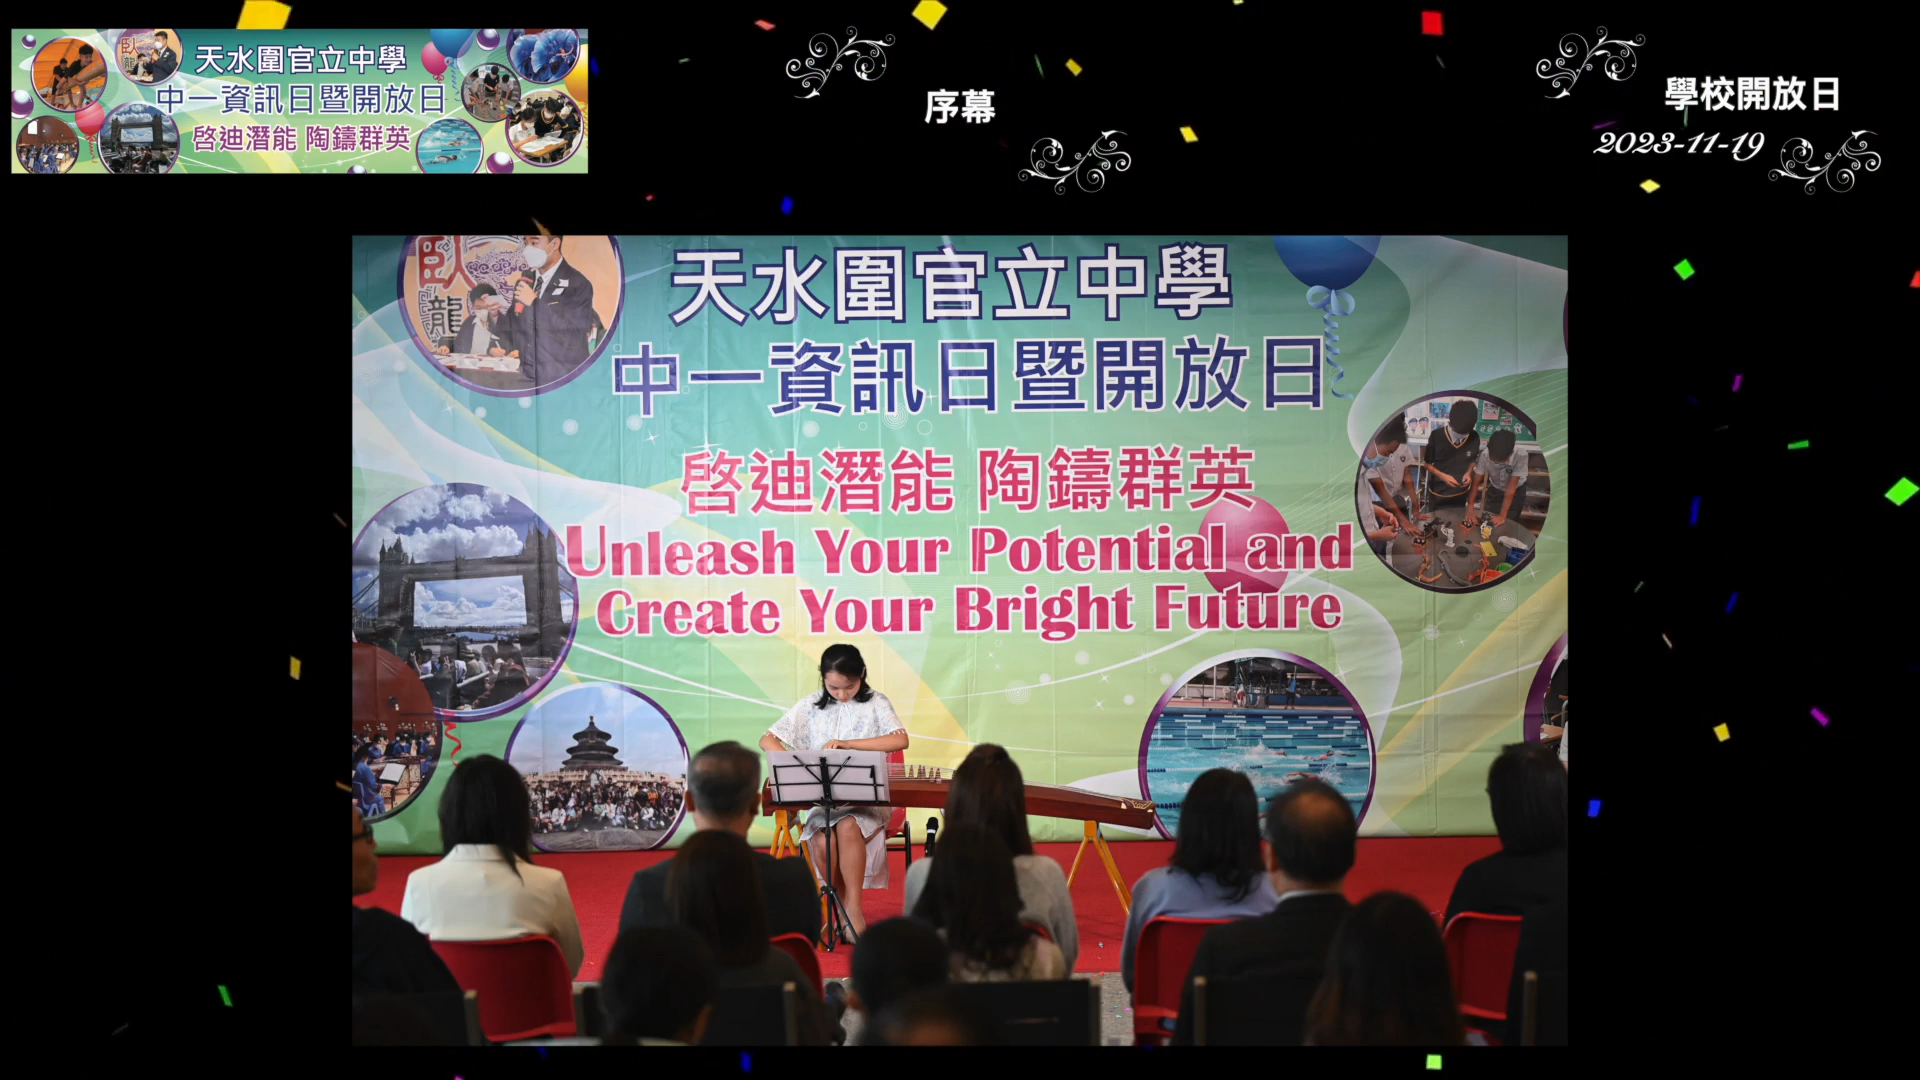 天水圍官立中學
中一資訊日暨開放日
啓迪潛能 陶鑄群英
序幕
學校開放日
2023-11-19
臥
龍
天水圍官立中學
中一資訊日暨開放日
啓迪潛能 陶鑄群英
Unleash Your Potential and
Create Your Bright Future